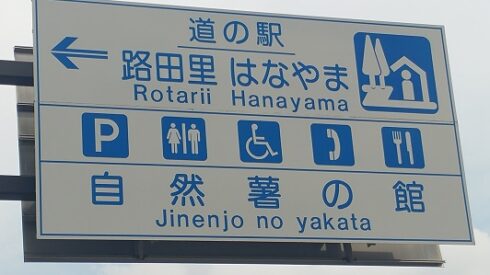 道の駅
路田里 はなやま
Rotarii Hanayama
P
自然薯の館
Jinenjo no yakata